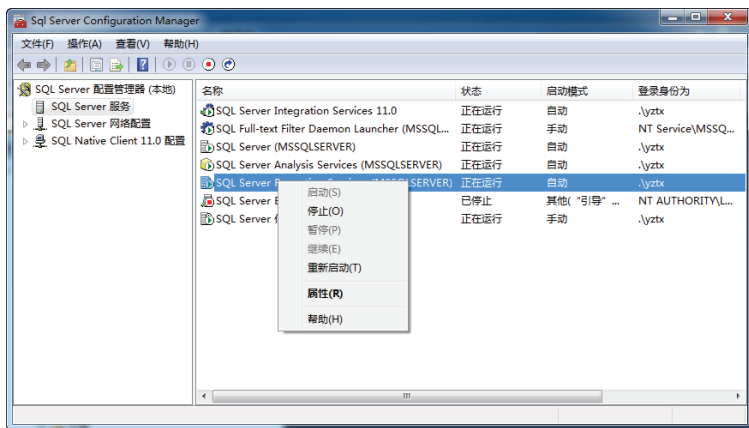 Sql Server Configuration Manager
文件(F) 操作(A) 查看(V) 帮助(H)
SQL Server 配置管理器 (本地)
SQL Server 服务
SQL Server 网络配置
SQL Native Client 11.0 配置
名称 状态 启动模式 登录身份为
SQL Server Integration Services 11.0 正在运行 自动 .\yztx
SQL Full-text Filter Daemon Launcher (MSSQL... 正在运行 手动 NT Service\MSSQ...
SQL Server (MSSQLSERVER) 正在运行 自动 .\yztx
SQL Server Analysis Services (MSSQLSERVER) 正在运行 自动 .\yztx
SQL Server (MSSQLSERVER) 正在运行 自动 .\yztx
SQL Server 已停止 其他("引导" ... NT AUTHORITY\L...
SQL Server 正在运行 手动 .\yztx
启动(S)
停止(O)
暂停(P)
继续(E)
重新启动(T)
属性(R)
帮助(H)